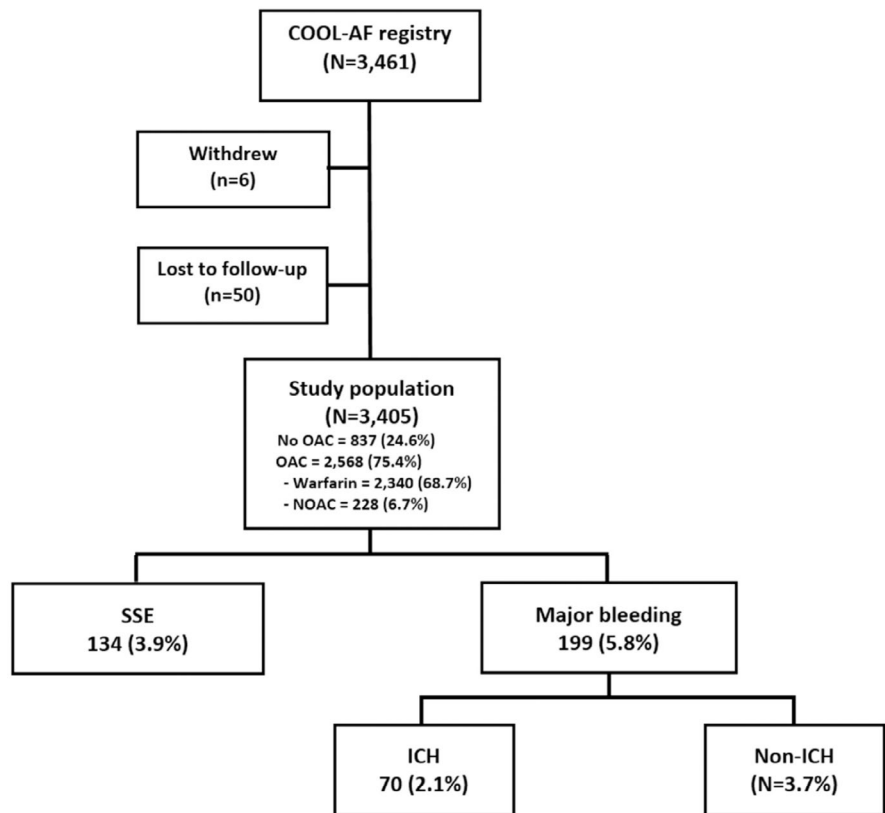 COOL-AF registry
(N=3,461)
Withdrew
(n=6)
Lost to follow-up
(n=50)
Study population
(N=3,405)
No OAC = 837 (24.6%)
OAC = 2,568 (75.4%)
- Warfarin = 2,340 (68.7%)
- NOAC = 228 (6.7%)
SSE
134 (3.9%)
Major bleeding
199 (5.8%)
ICH
70 (2.1%)
Non-ICH
(N=3.7%)